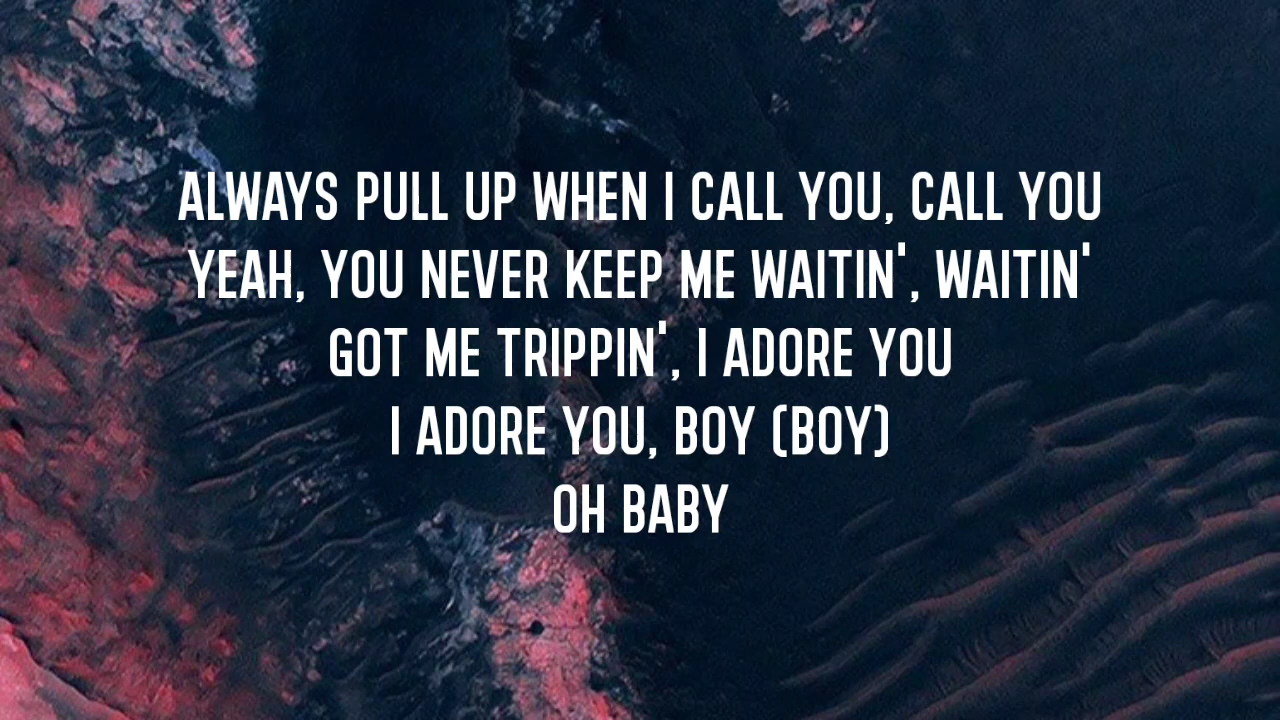 ALWAYS PULL UP WHEN I CALL YOU, CALL YOU
YEAH, YOU NEVER KEEP ME WAITIN', WAITIN'
GOT ME TRIPPIN', I ADORE YOU
I ADORE YOU, BOY (BOY)
OH BABY